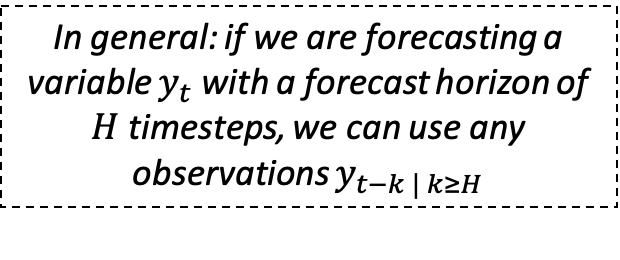 In general: if we are forecasting a
variable y_t with a forecast horizon of
H timesteps, we can use any
observations y_{t−k | k≥H}